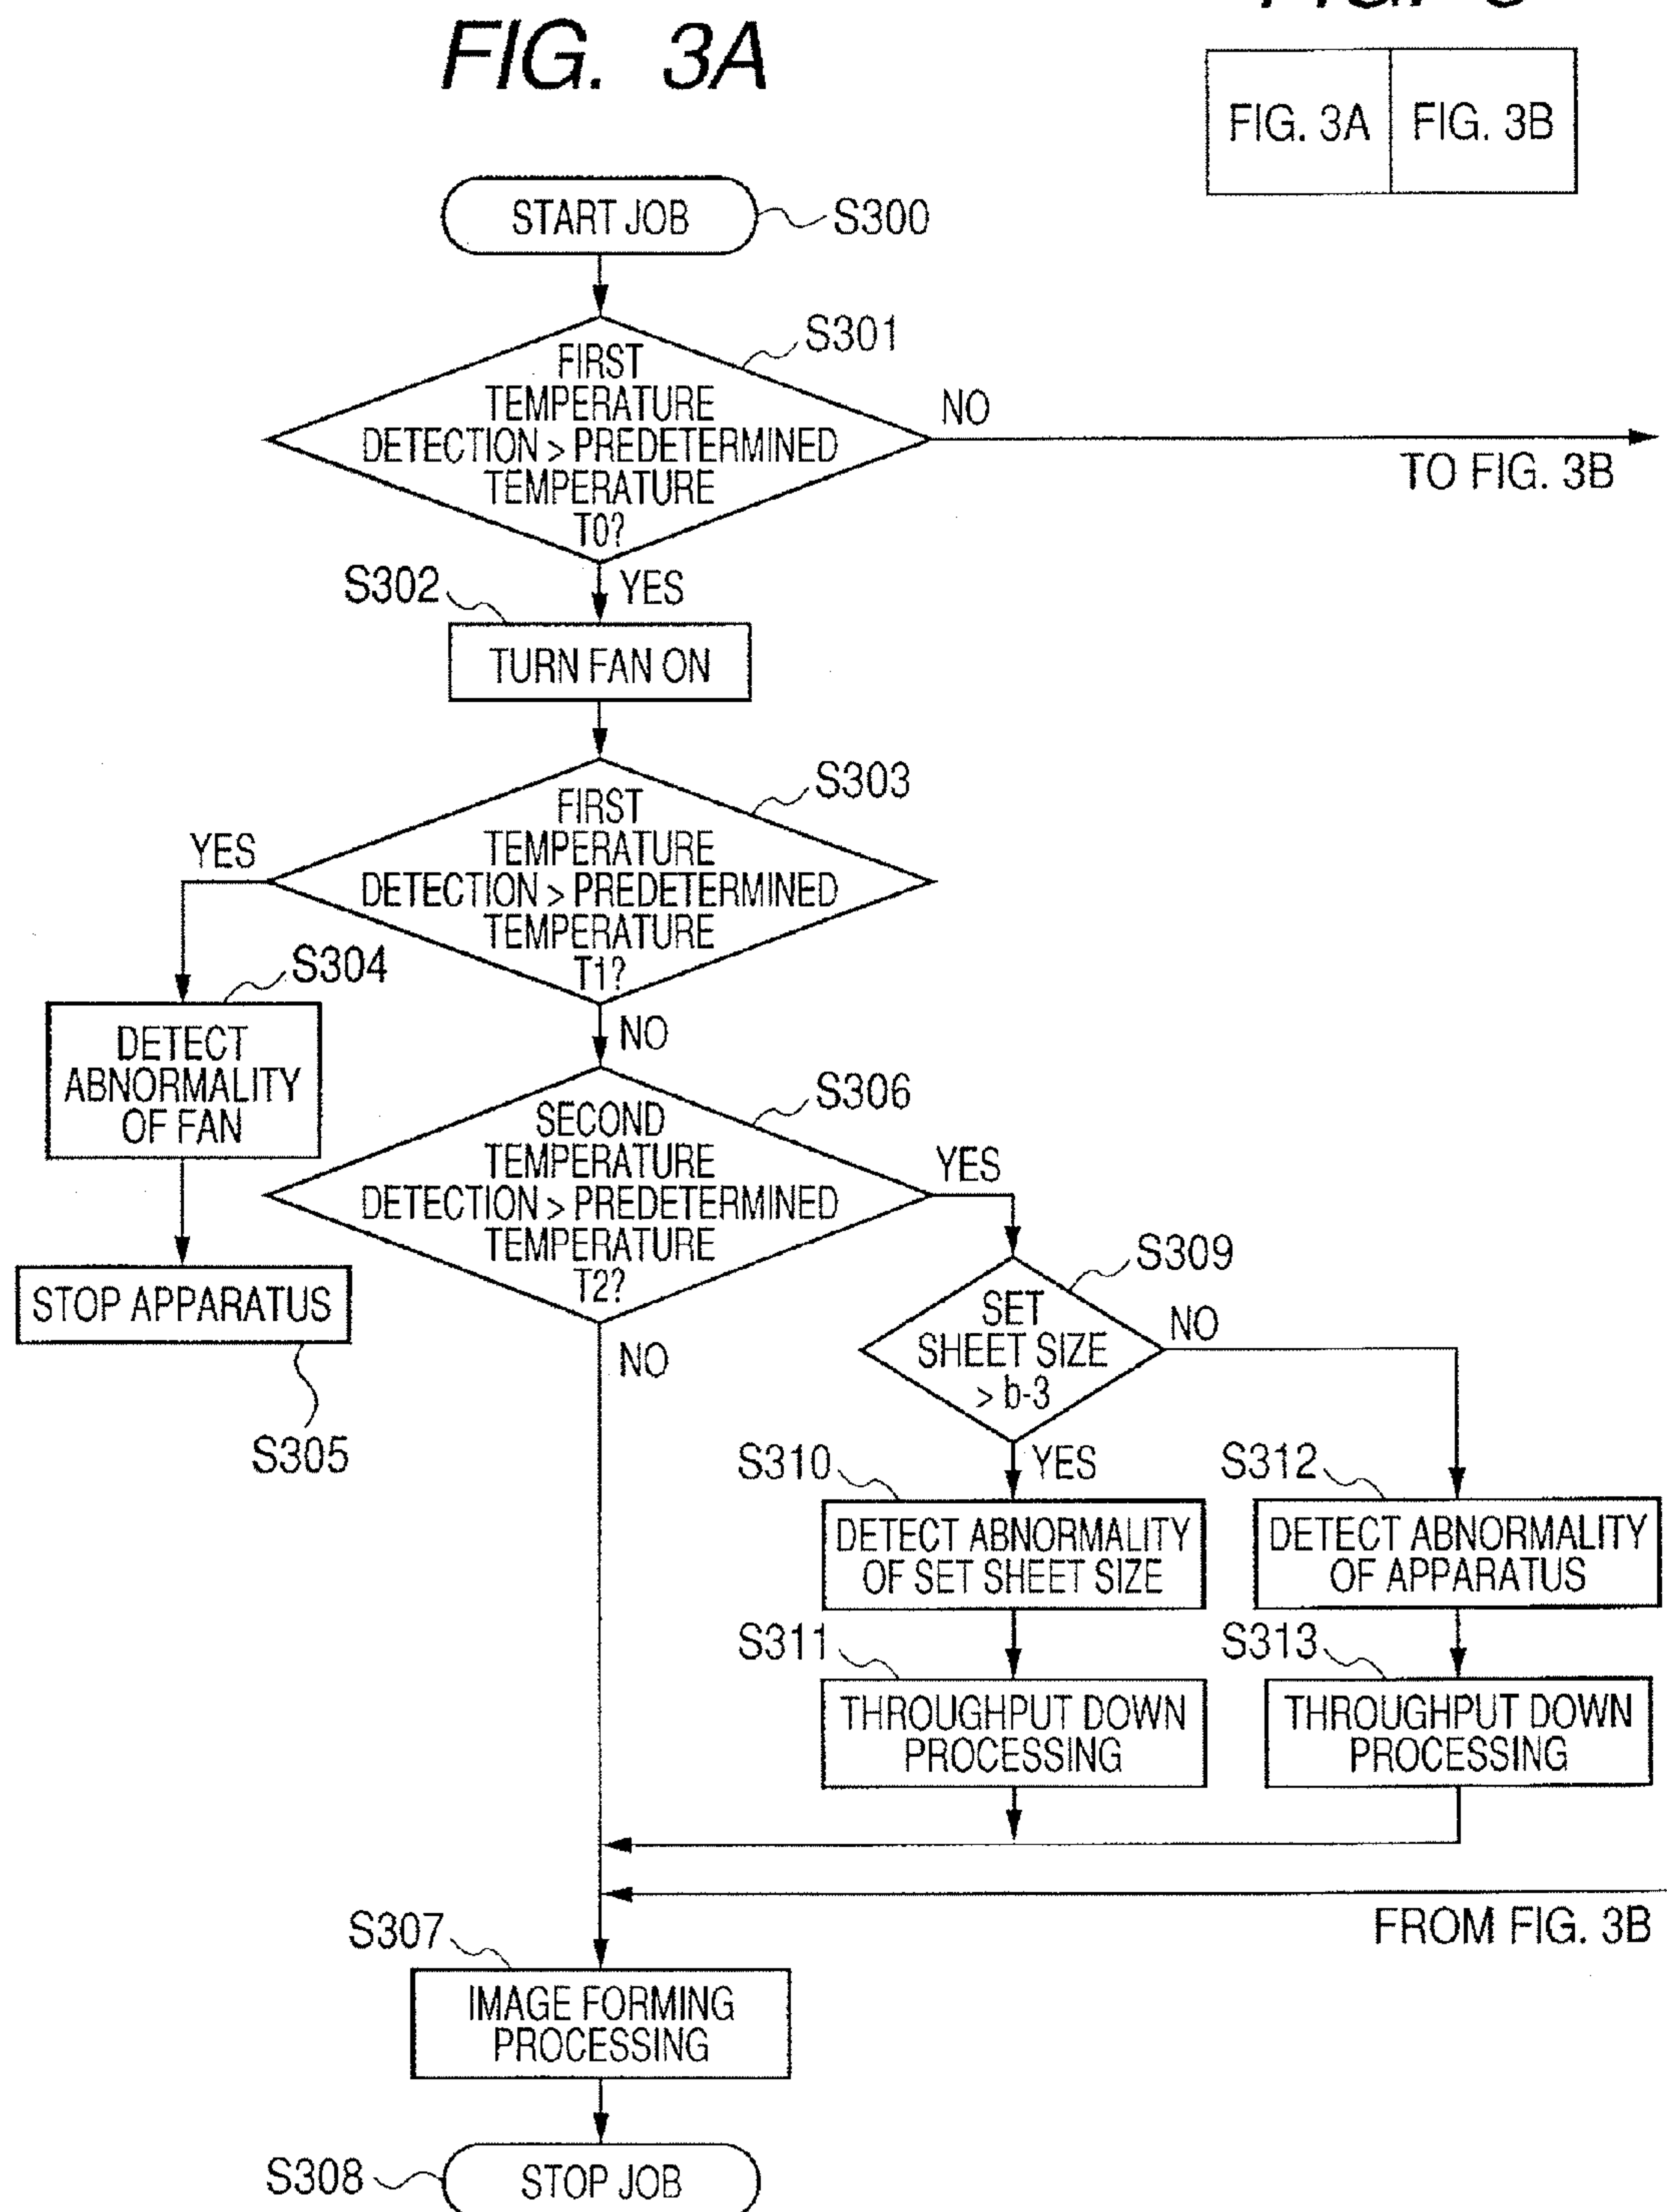 FIG. 3A
FIG. 3A
FIG. 3B
START JOB
S300
S301
FIRST
TEMPERATURE
DETECTION > PREDETERMINED
TEMPERATURE
T0?
NO
TO FIG. 3B
YES
S302
TURN FAN ON
S303
FIRST
TEMPERATURE
DETECTION > PREDETERMINED
TEMPERATURE
T1?
YES
NO
S304
DETECT
ABNORMALITY
OF FAN
STOP APPARATUS
S305
S306
SECOND
TEMPERATURE
DETECTION > PREDETERMINED
TEMPERATURE
T2?
YES
NO
S309
SET
SHEET SIZE
> b-3
NO
YES
S310
DETECT ABNORMALITY
OF SET SHEET SIZE
S312
DETECT ABNORMALITY
OF APPARATUS
S311
THROUGHPUT DOWN
PROCESSING
S313
THROUGHPUT DOWN
PROCESSING
FROM FIG. 3B
S307
IMAGE FORMING
PROCESSING
S308
STOP JOB